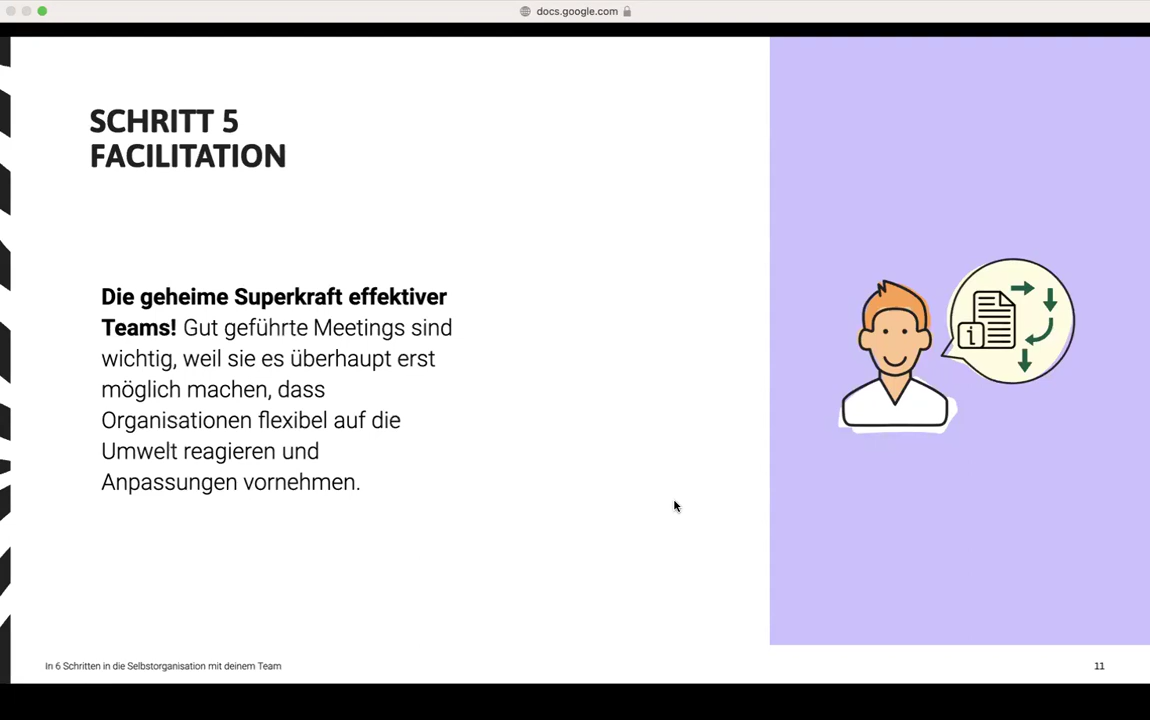 docs.google.com
SCHRITT 5
FACILITATION
Die geheime Superkraft effektiver
Teams! Gut geführte Meetings sind
wichtig, weil sie es überhaupt erst
möglich machen, dass
Organisationen flexibel auf die
Umwelt reagieren und
Anpassungen vornehmen.
i
In 6 Schritten in die Selbstorganisation mit deinem Team
11